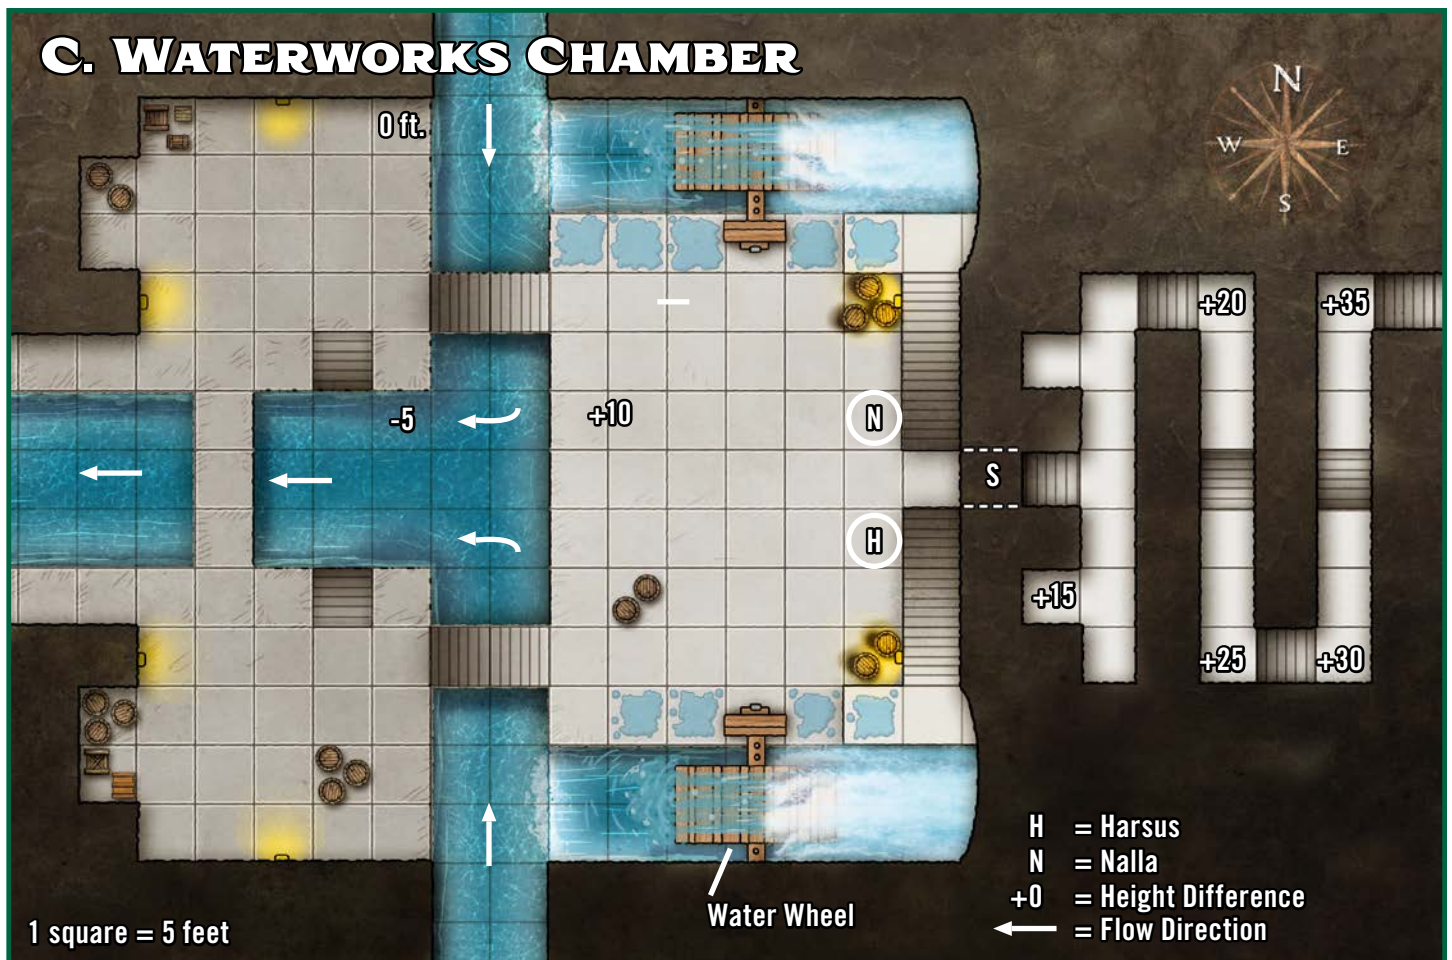 C. WATERWORKS CHAMBER
N
W
E
S
0 ft.
+20
+35
-5
+10
N
S
H
+15
+25
+30
H = Harsus
N = Nalla
+0 = Height Difference
= Flow Direction
Water Wheel
1 square = 5 feet